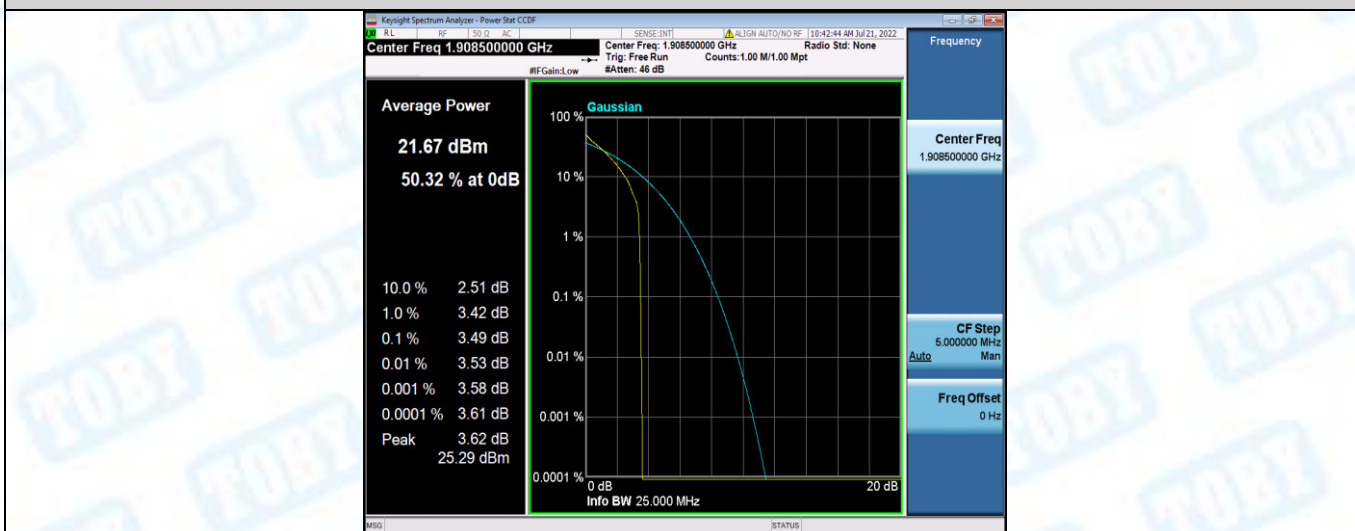 Keysight Spectrum Analyzer - Power Stat CCDF
RL RF 50 Ω AC SENSE:INT ALIGN AUTO/NO RF 10:42:44 AM Jul 21, 2022
Center Freq 1.908500000 GHz
Center Freq: 1.908500000 GHz Radio Std: None
Trig: Free Run Counts:1.00 M/1.00 Mpt
#IFGain:Low #Atten: 46 dB
Frequency
Average Power
21.67 dBm
50.32 % at 0dB
10.0 % 2.51 dB
1.0 % 3.42 dB
0.1 % 3.49 dB
0.01 % 3.53 dB
0.001 % 3.58 dB
0.0001 % 3.61 dB
Peak 3.62 dB
25.29 dBm
Gaussian
100 %
10 %
1 %
0.1 %
0.01 %
0.001 %
0.0001 %
0 dB 20 dB
Info BW 25.000 MHz
Center Freq
1.908500000 GHz
CF Step
5.000000 MHz
Auto Man
Freq Offset
0 Hz
MSG STATUS
TOBY